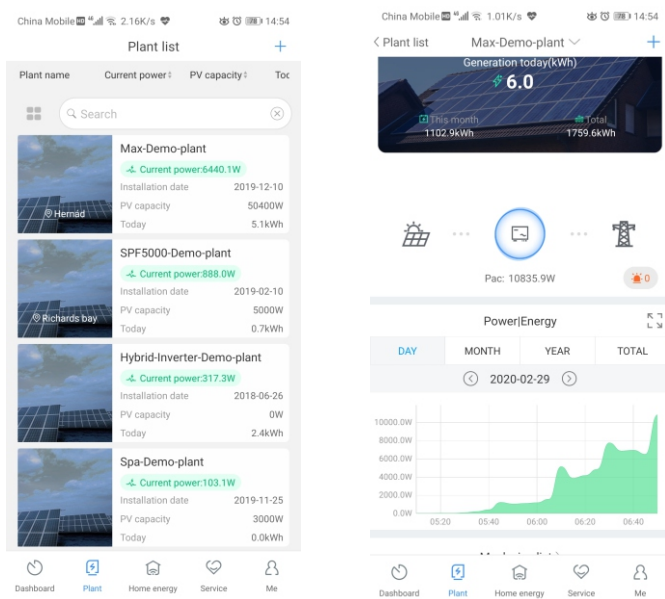 China Mobile HD 2.16K/s 14:54
Plant list +
Plant name Current power PV capacity Toc
Search
Max-Demo-plant
Current power:6440.1W
Installation date 2019-12-10
PV capacity 50400W
Today 5.1kWh
Hernád
SPF5000-Demo-plant
Current power:888.0W
Installation date 2019-02-10
PV capacity 5000W
Today 0.7kWh
Richards bay
Hybrid-Inverter-Demo-plant
Current power:317.3W
Installation date 2018-06-26
PV capacity 0W
Today 2.4kWh
Spa-Demo-plant
Current power:103.1W
Installation date 2019-11-25
PV capacity 3000W
Today 0.0kWh
Dashboard Plant Home energy Service Me
China Mobile HD 1.01K/s 14:54
Plant list Max-Demo-plant +
Generation today(kWh)
6.0
This month Total
1102.9kWh 1759.6kWh
Pac: 10835.9W
0
Power|Energy
DAY MONTH YEAR TOTAL
2020-02-29
10000.0W
8000.0W
6000.0W
4000.0W
2000.0W
0.0W
05:20 05:40 06:00 06:20 06:40
Dashboard Plant Home energy Service Me